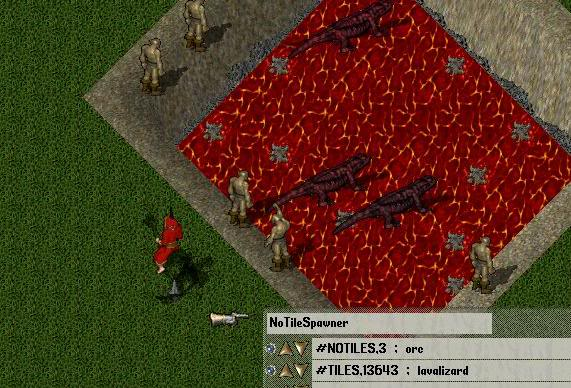 NoTileSpawner
#NOTILES,3 : orc
#TILES,13643 : lavalizard